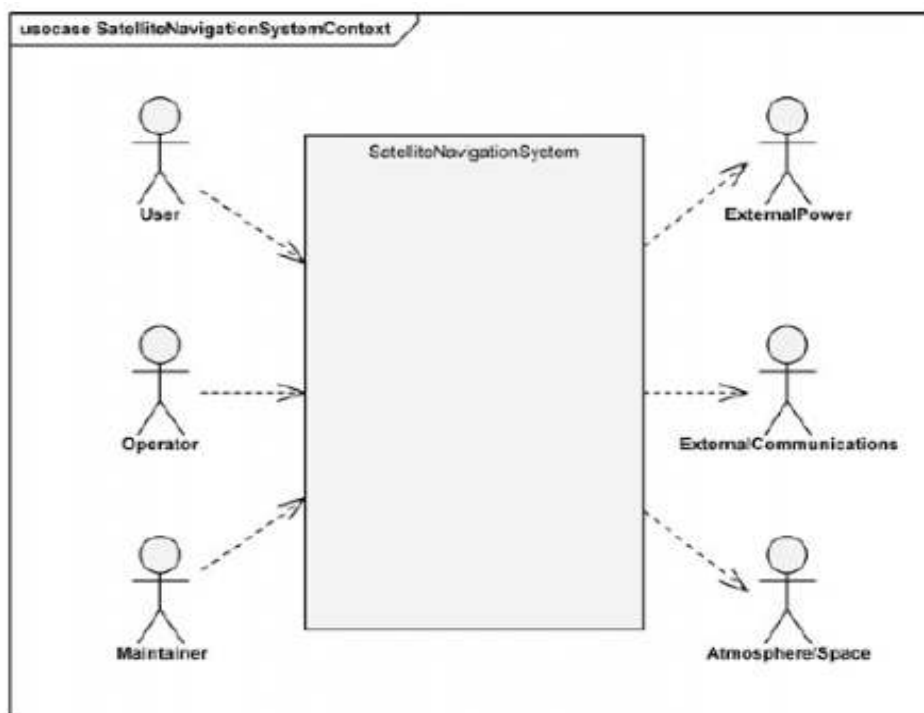 usecase SatelliteNavigationSystemContext
SatelliteNavigationSystem
User
ExternalPower
Operator
ExternalCommunications
Maintainer
Atmosphere/Space